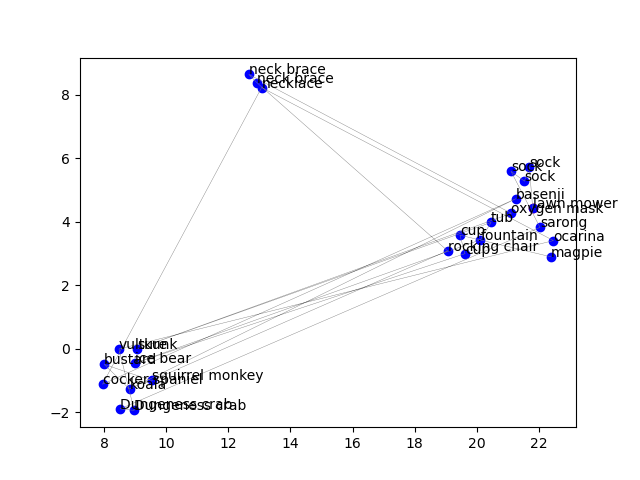 neck brace
neck brace
necklace
sock
sock
sock
basenji
lawn mower
oxygen mask
tub
sarong
cup
fountain
ocarina
rocking chair
cup
magpie
vulture
skunk
bustard
ice bear
squirrel monkey
cocker spaniel
koala
Dungeness crab
Dungeness crab
8
6
4
2
0
−2
8 10 12 14 16 18 20 22